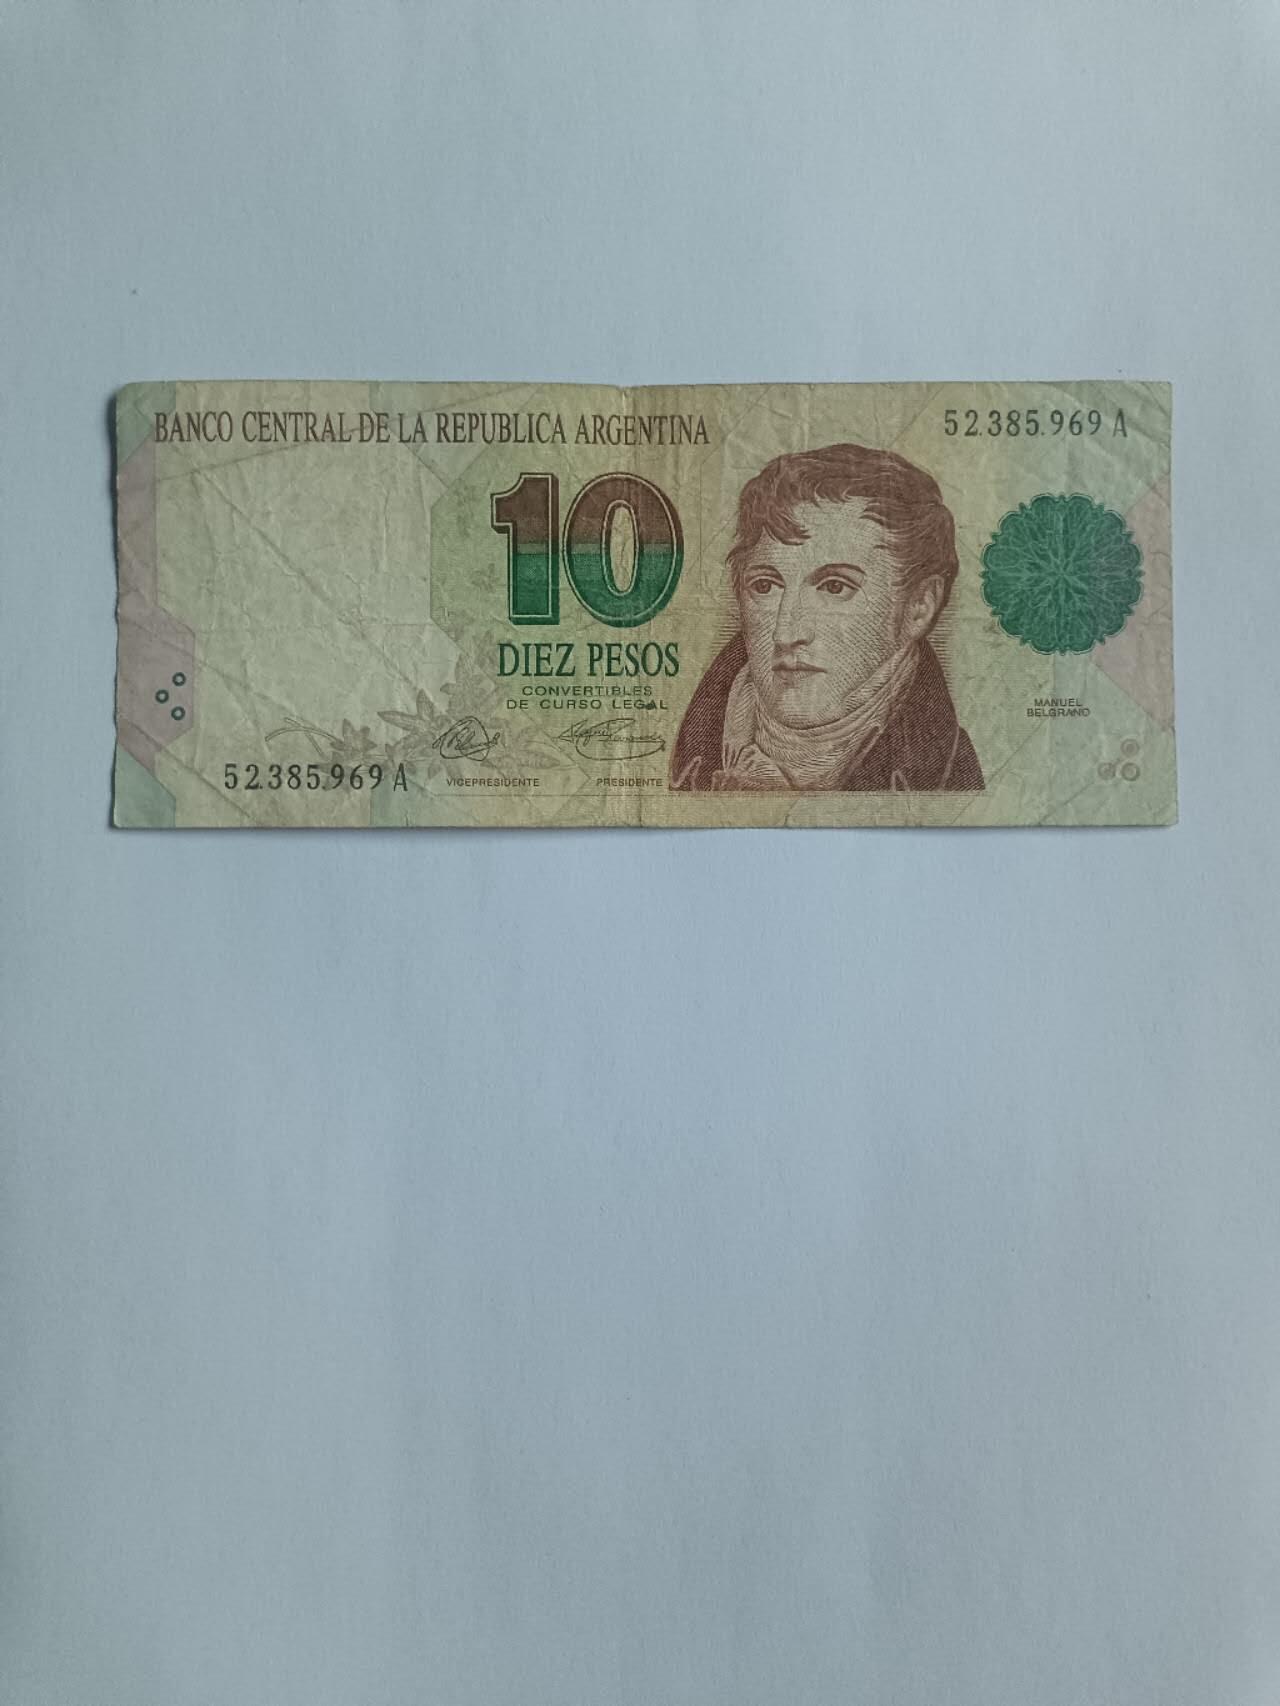 BANCO CENTRAL DE LA REPUBLICA ARGENTINA
52.385.969 A
10
DIEZ PESOS
CONVERTIBLES
DE CURSO LEGAL
MANUEL
BELGRANO
52.385.969 A
VICEPRESIDENTE
PRESIDENTE